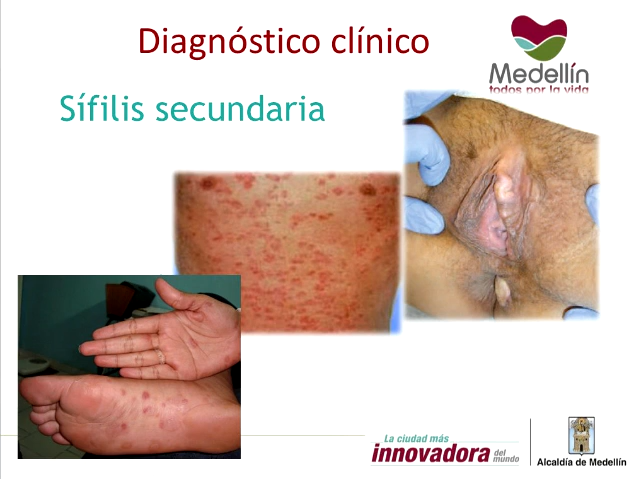 Diagnóstico clínico
Medellín
todos por la vida
Sífilis secundaria
La ciudad más
innovadora del mundo
Alcaldía de Medellín